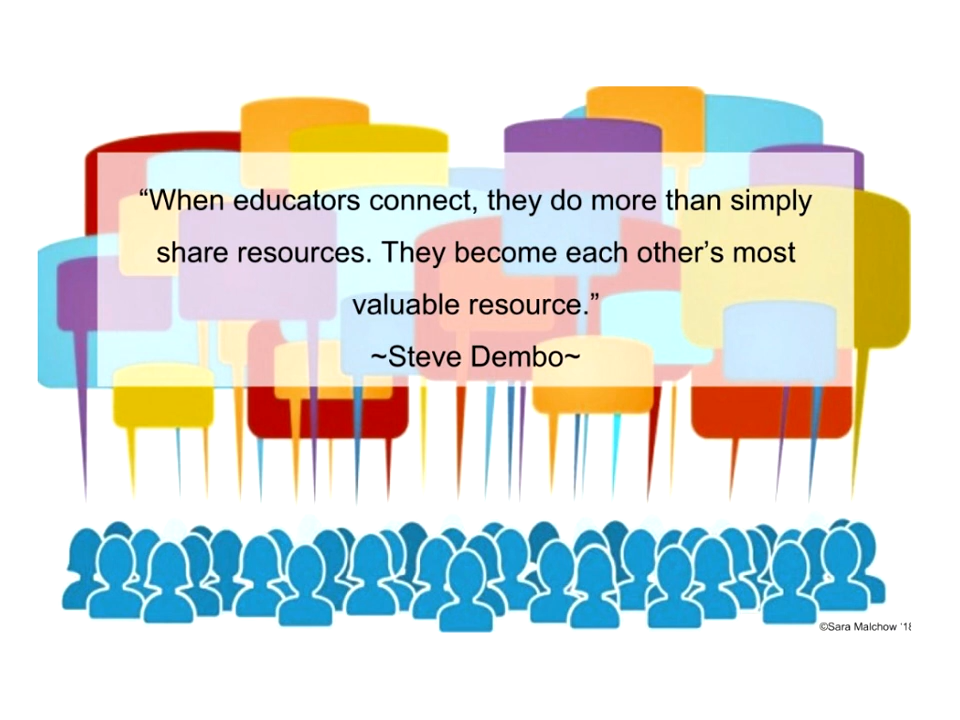 “When educators connect, they do more than simply
share resources. They become each other’s most
valuable resource.”
~Steve Dembo~
©Sara Malchow ’18